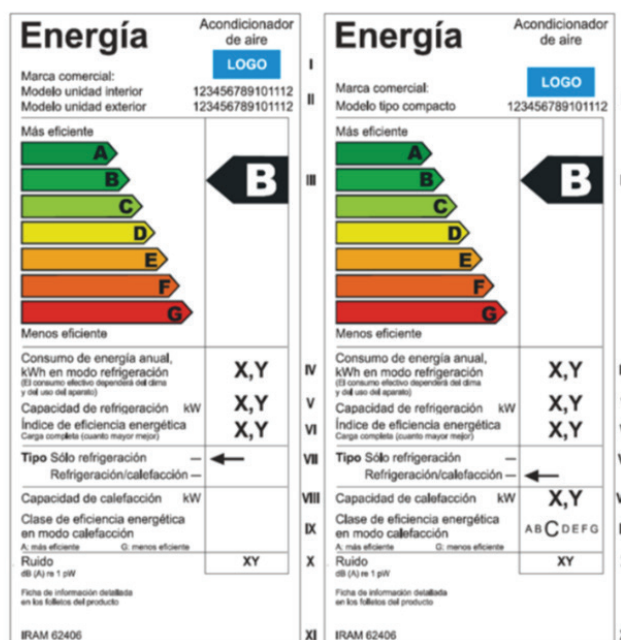 Energía
Acondicionador
de aire
LOGO
I
Marca comercial:
Modelo unidad interior 123456789101112
Modelo unidad exterior 123456789101112
II
Más eficiente
A
B
B
III
C
D
E
F
G
Menos eficiente
Consumo de energía anual,
kWh en modo refrigeración
X,Y
IV
(El consumo efectivo dependerá del clima
y del uso del aparato)
Capacidad de refrigeración kW X,Y V
Índice de eficiencia energética X,Y VI
Carga completa (cuanto mayor mejor)
Tipo Sólo refrigeración — VII
Refrigeración/calefacción —
Capacidad de calefacción kW VIII
Clase de eficiencia energética
en modo calefacción
IX
A: más eficiente G: menos eficiente
Ruido XY X
dB (A) re 1 pW
Ficha de información detallada
en los folletos del producto
IRAM 62406 XI
Energía
Acondicionador
de aire
LOGO
Marca comercial:
Modelo tipo compacto 123456789101112
Más eficiente
A
B
B
C
D
E
F
G
Menos eficiente
Consumo de energía anual,
kWh en modo refrigeración
X,Y
(El consumo efectivo dependerá del clima
y del uso del aparato)
Capacidad de refrigeración kW X,Y
Índice de eficiencia energética X,Y
Carga completa (cuanto mayor mejor)
Tipo Sólo refrigeración —
Refrigeración/calefacción —
Capacidad de calefacción kW X,Y
Clase de eficiencia energética
en modo calefacción
A B C D E F G
A: más eficiente G: menos eficiente
Ruido XY
dB (A) re 1 pW
Ficha de información detallada
en los folletos del producto
IRAM 62406